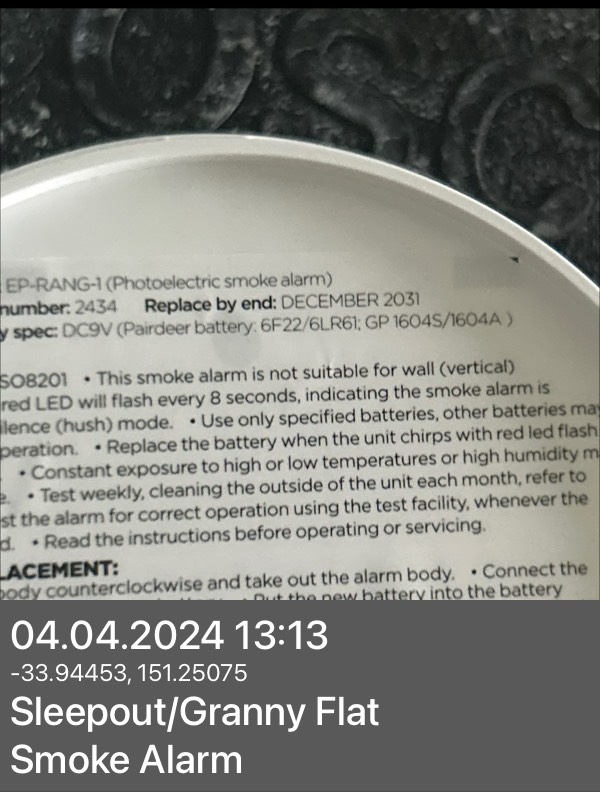 EP-RANG-1 (Photoelectric smoke alarm)
number: 2434 Replace by end: DECEMBER 2031
y spec: DC9V (Pairdeer battery: 6F22/6LR61; GP 1604S/1604A )
SO8201 • This smoke alarm is not suitable for wall (vertical)
red LED will flash every 8 seconds, indicating the smoke alarm is
ilence (hush) mode. • Use only specified batteries, other batteries may
peration. • Replace the battery when the unit chirps with red led flash
• Constant exposure to high or low temperatures or high humidity m
e. • Test weekly, cleaning the outside of the unit each month, refer to
st the alarm for correct operation using the test facility, whenever the
d. • Read the instructions before operating or servicing.
LACEMENT:
body counterclockwise and take out the alarm body. • Connect the
• Put the new battery into the battery
04.04.2024 13:13
-33.94453, 151.25075
Sleepout/Granny Flat
Smoke Alarm